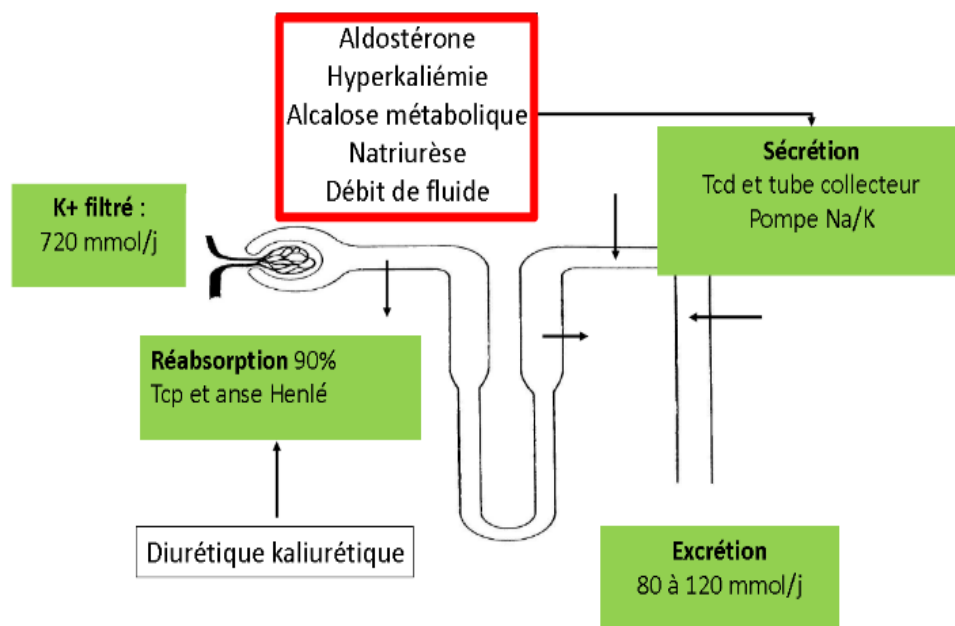 Aldostérone
Hyperkaliémie
Alcalose métabolique
Natriurèse
Débit de fluide
Sécrétion
Tcd et tube collecteur
Pompe Na/K
K+ filtré :
720 mmol/j
Réabsorption 90%
Tcp et anse Henlé
Diurétique kaliurétique
Excrétion
80 à 120 mmol/j